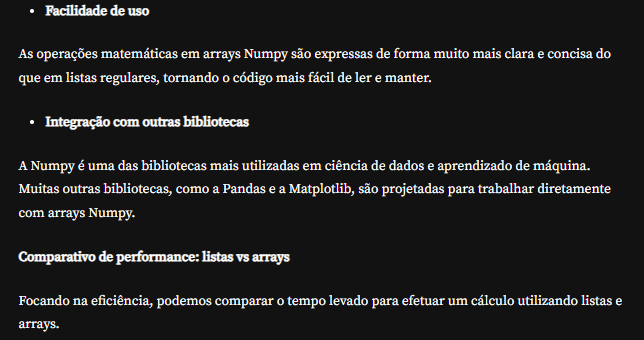 • Facilidade de uso
As operações matemáticas em arrays Numpy são expressas de forma muito mais clara e concisa do
que em listas regulares, tornando o código mais fácil de ler e manter.
• Integração com outras bibliotecas
A Numpy é uma das bibliotecas mais utilizadas em ciência de dados e aprendizado de máquina.
Muitas outras bibliotecas, como a Pandas e a Matplotlib, são projetadas para trabalhar diretamente
com arrays Numpy.
Comparativo de performance: listas vs arrays
Focando na eficiência, podemos comparar o tempo levado para efetuar um cálculo utilizando listas e
arrays.